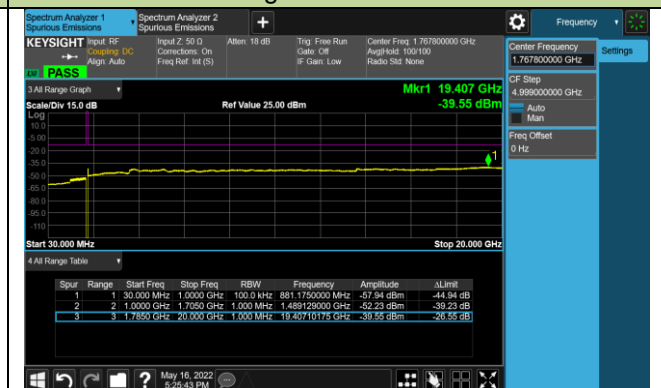 Spectrum Analyzer 1
Spurious Emissions
Spectrum Analyzer 2
Spurious Emissions
+
Frequency
KEYSIGHT
Input: RF
Coupling: DC
Align: Auto
Input Z: 50 Ω
Corrections: On
Freq Ref: Int (S)
Atten: 18 dB
Trig: Free Run
Gate: Off
IF Gain: Low
Center Freq: 1.767800000 GHz
Avg|Hold: 100/100
Radio Std: None
PASS
Center Frequency
1.767800000 GHz
Settings
CF Step
4.999000000 GHz
Auto
Man
Freq Offset
0 Hz
3 All Range Graph
Mkr1 19.407 GHz
Scale/Div 15.0 dB
Ref Value 25.00 dBm
-39.55 dBm
Log
10.0
-5.00
-20.0
-35.0
-50.0
-65.0
-80.0
-95.0
-110
1
Start 30.000 MHz
Stop 20.000 GHz
4 All Range Table
Spur Range Start Freq Stop Freq RBW Frequency Amplitude ΔLimit
1 1 30.000 MHz 1.0000 GHz 100.0 kHz 881.1750000 MHz -57.94 dBm -44.94 dB
2 2 1.0000 GHz 1.7050 GHz 1.000 MHz 1.489129000 GHz -52.23 dBm -39.23 dB
3 3 1.7850 GHz 20.000 GHz 1.000 MHz 19.40710175 GHz -39.55 dBm -26.55 dB
?
May 16, 2022
5:25:43 PM